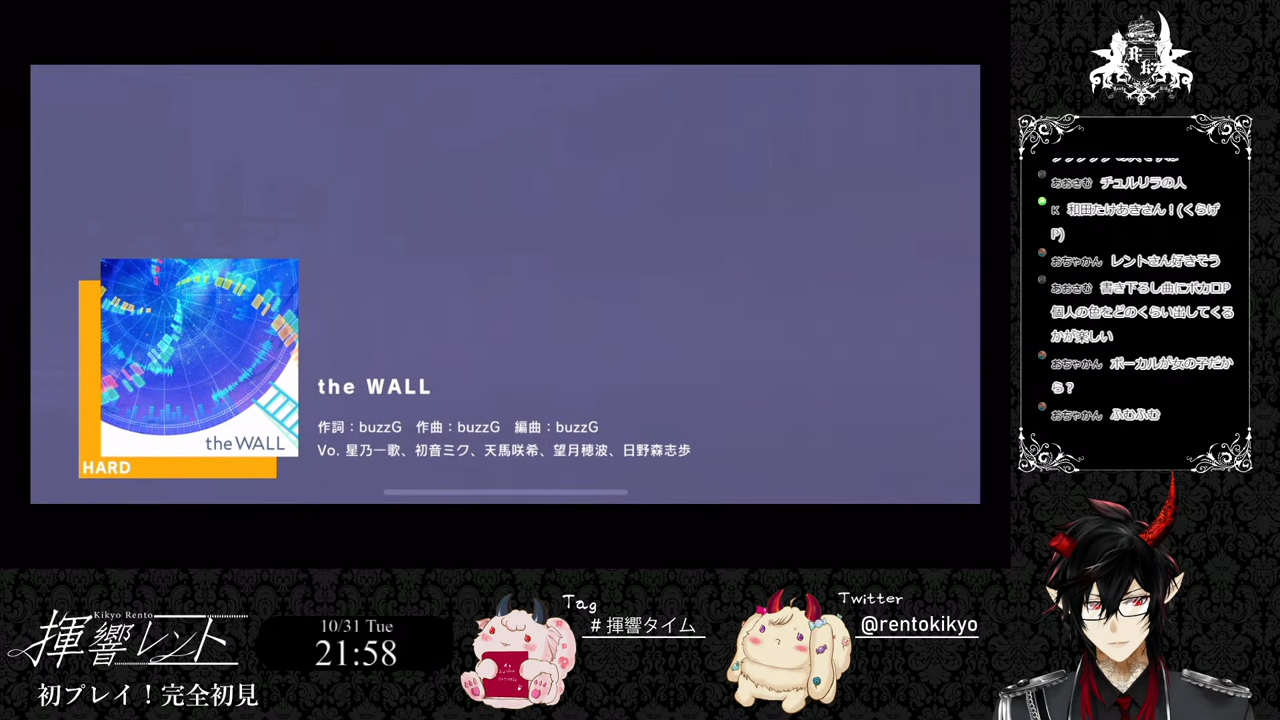 the WALL
作詞：buzzG 作曲：buzzG 編曲：buzzG
Vo. 星乃一歌、初音ミク、天馬咲希、望月穂波、日野森志歩
the WALL
HARD
あおさむ チュルリラの人
K 和田たけあきさん！(くらげ
P)
おちゃかん レントさん好きそう
あおさむ 書き下ろし曲にボカロP
個人の色をどのくらい出してくる
かが楽しい
おちゃかん ボーカルが女の子だか
ら？
おちゃかん ふむふむ
Kikyo Rento
揮響レント
初プレイ！完全初見
10/31 Tue
21:58
Tag
#揮響タイム
Twitter
@rentokikyo